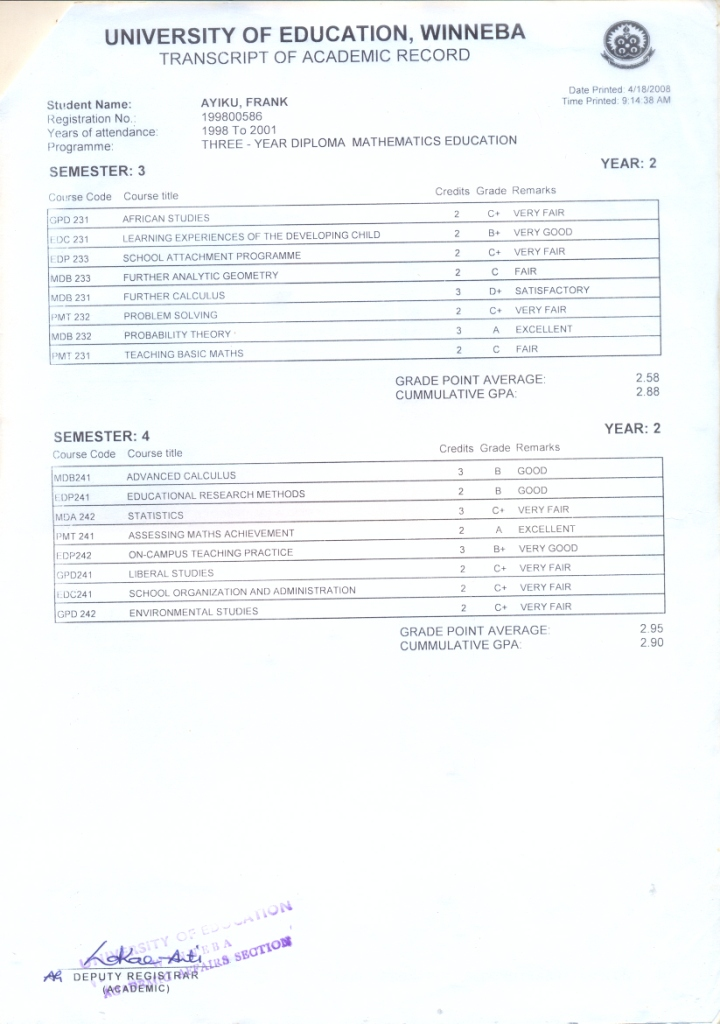 UNIVERSITY OF EDUCATION, WINNEBA
TRANSCRIPT OF ACADEMIC RECORD
Date Printed: 4/18/2008
Time Printed: 9:14:38 AM
Student Name: AYIKU, FRANK
Registration No.: 199800586
Years of attendance: 1998 To 2001
Programme: THREE - YEAR DIPLOMA MATHEMATICS EDUCATION
SEMESTER: 3 YEAR: 2
Course Code Course title Credits Grade Remarks
GPD 231 AFRICAN STUDIES 2 C+ VERY FAIR
EDC 231 LEARNING EXPERIENCES OF THE DEVELOPING CHILD 2 B+ VERY GOOD
EDP 233 SCHOOL ATTACHMENT PROGRAMME 2 C+ VERY FAIR
MDB 233 FURTHER ANALYTIC GEOMETRY 2 C FAIR
MDB 231 FURTHER CALCULUS 3 D+ SATISFACTORY
PMT 232 PROBLEM SOLVING 2 C+ VERY FAIR
MDB 232 PROBABILITY THEORY 3 A EXCELLENT
PMT 231 TEACHING BASIC MATHS 2 C FAIR
GRADE POINT AVERAGE: 2.58
CUMMULATIVE GPA: 2.88
SEMESTER: 4 YEAR: 2
Course Code Course title Credits Grade Remarks
MDB241 ADVANCED CALCULUS 3 B GOOD
EDP241 EDUCATIONAL RESEARCH METHODS 2 B GOOD
MDA 242 STATISTICS 3 C+ VERY FAIR
PMT 241 ASSESSING MATHS ACHIEVEMENT 2 A EXCELLENT
EDP242 ON-CAMPUS TEACHING PRACTICE 3 B+ VERY GOOD
GPD241 LIBERAL STUDIES 2 C+ VERY FAIR
EDC241 SCHOOL ORGANIZATION AND ADMINISTRATION 2 C+ VERY FAIR
GPD 242 ENVIRONMENTAL STUDIES 2 C+ VERY FAIR
GRADE POINT AVERAGE: 2.95
CUMMULATIVE GPA: 2.90
UNIVERSITY OF EDUCATION
WINNEBA
ACADEMIC AFFAIRS SECTION
DEPUTY REGISTRAR
(ACADEMIC)